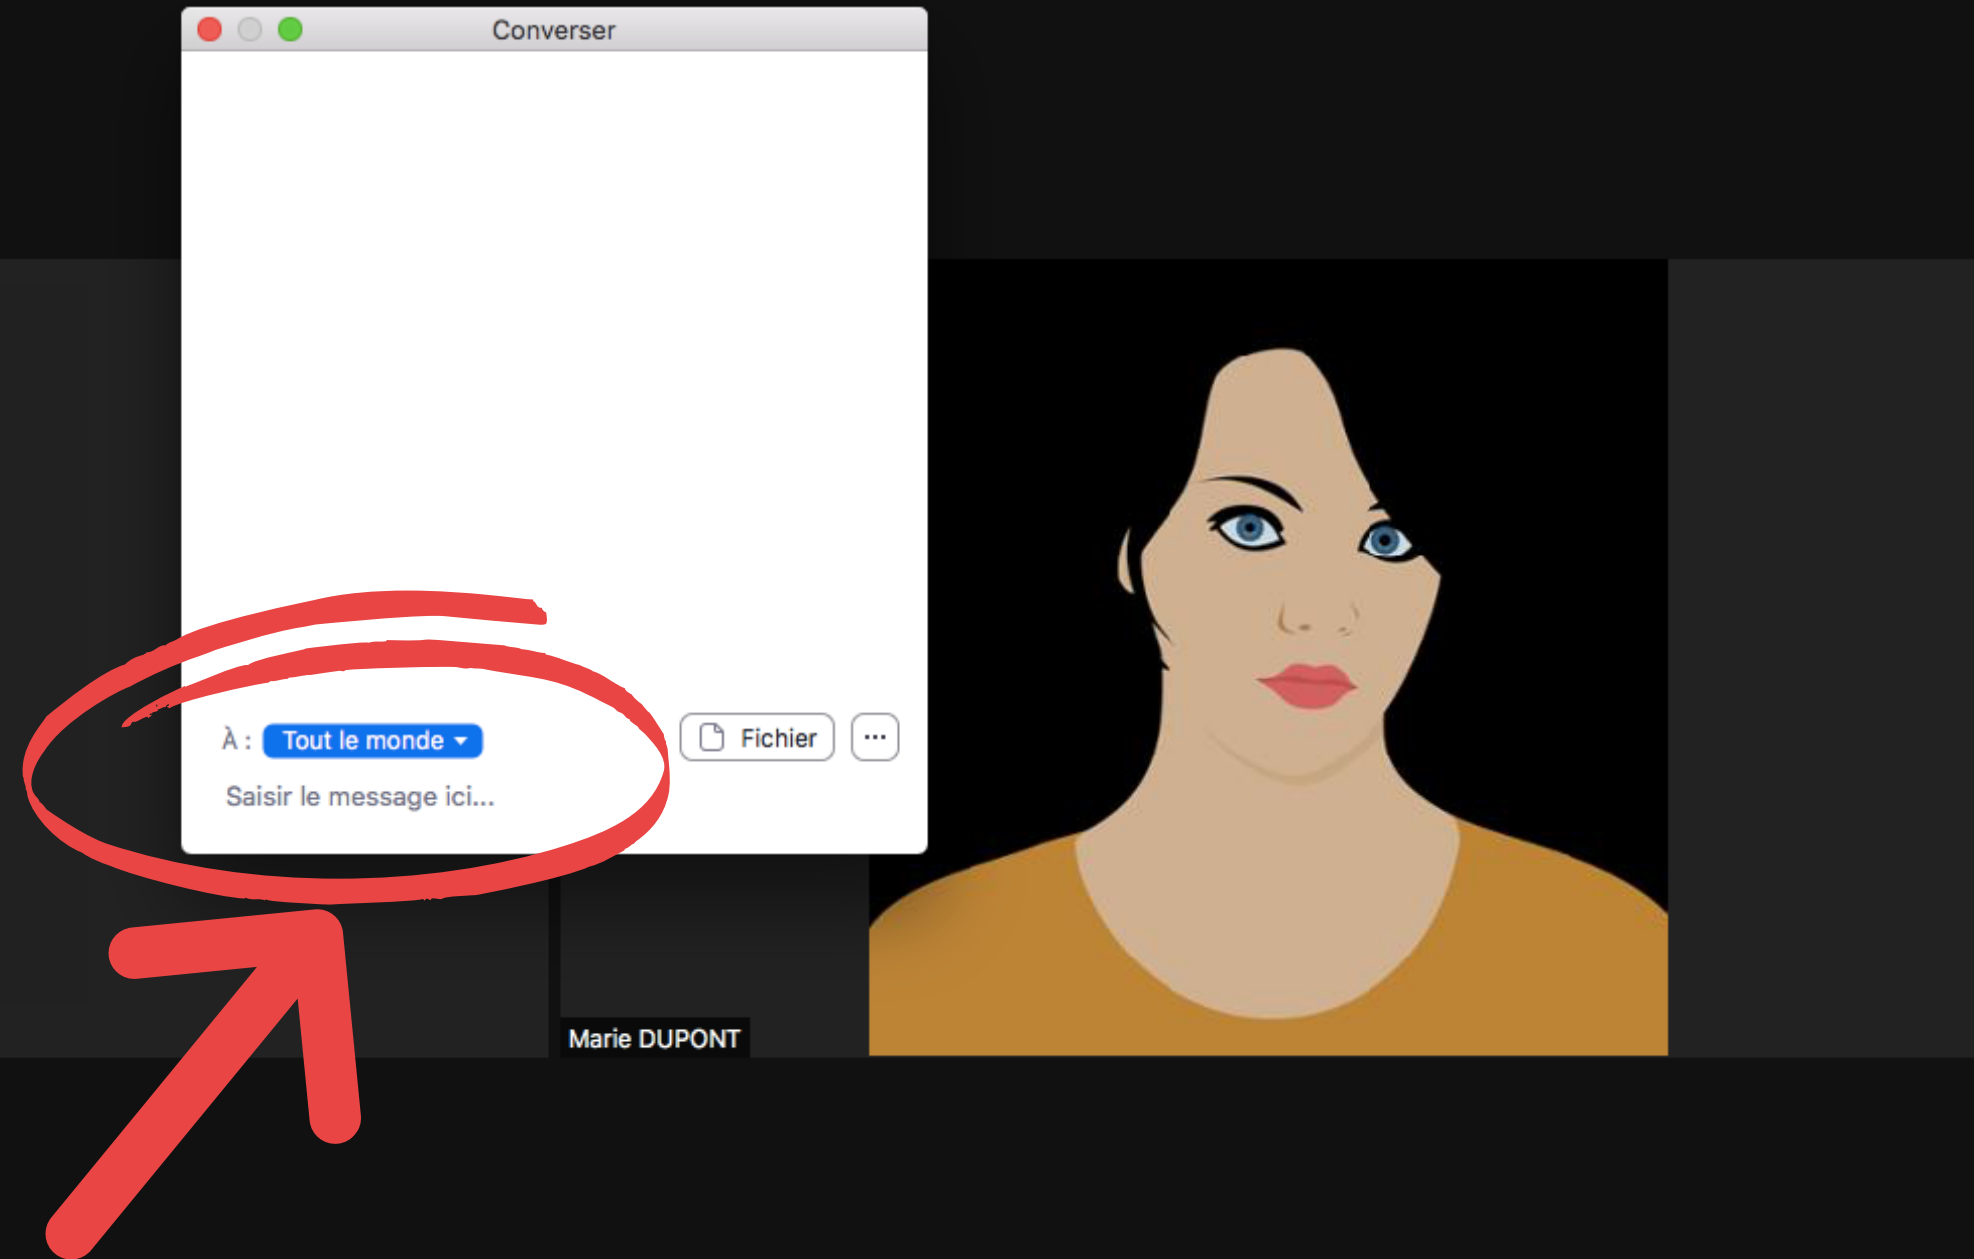 Converser
À : Tout le monde
Fichier
Saisir le message ici...
Marie DUPONT